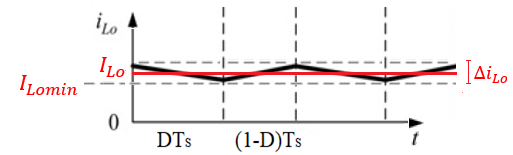 i_Lo
I_Lo
Δi_Lo
I_Lomin
0
t
DTs
(1-D)Ts